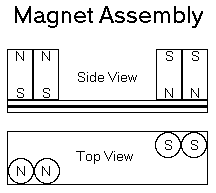 Magnet Assembly
N N S S
Side View
S S N N
S S
Top View
N N